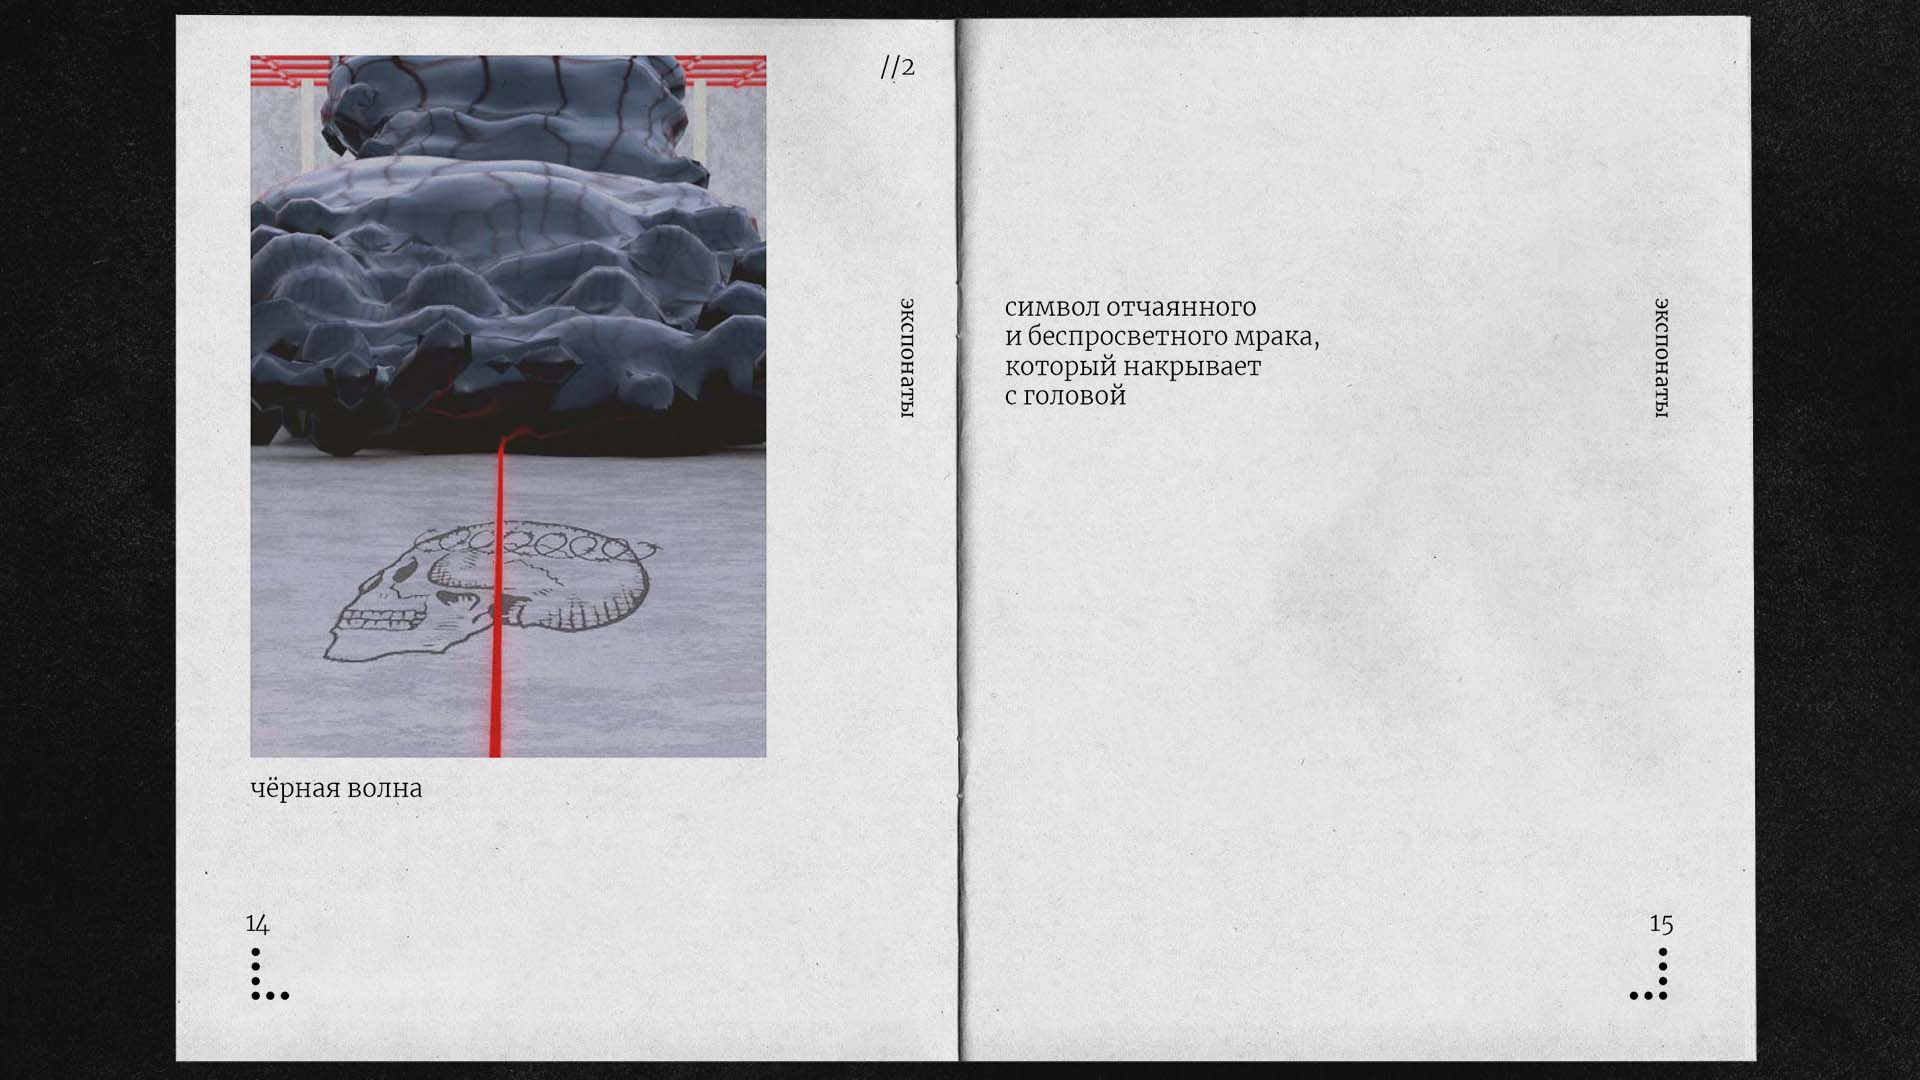 //2
экспонаты
чёрная волна
14
символ отчаянного
и беспросветного мрака,
который накрывает
с головой
экспонаты
15